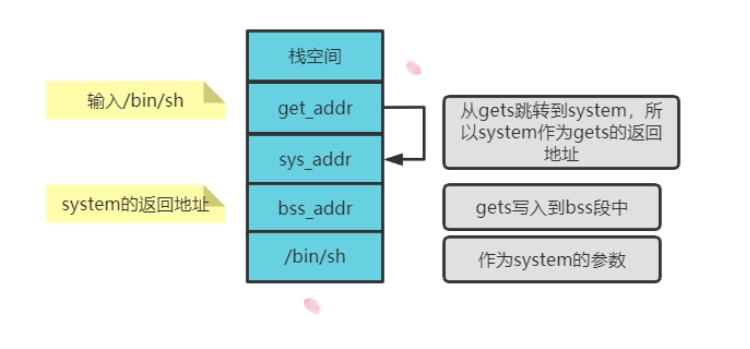 栈空间
输入/bin/sh
get_addr
从gets跳转到system，所
以system作为gets的返回
地址
sys_addr
system的返回地址
bss_addr
gets写入到bss段中
/bin/sh
作为system的参数